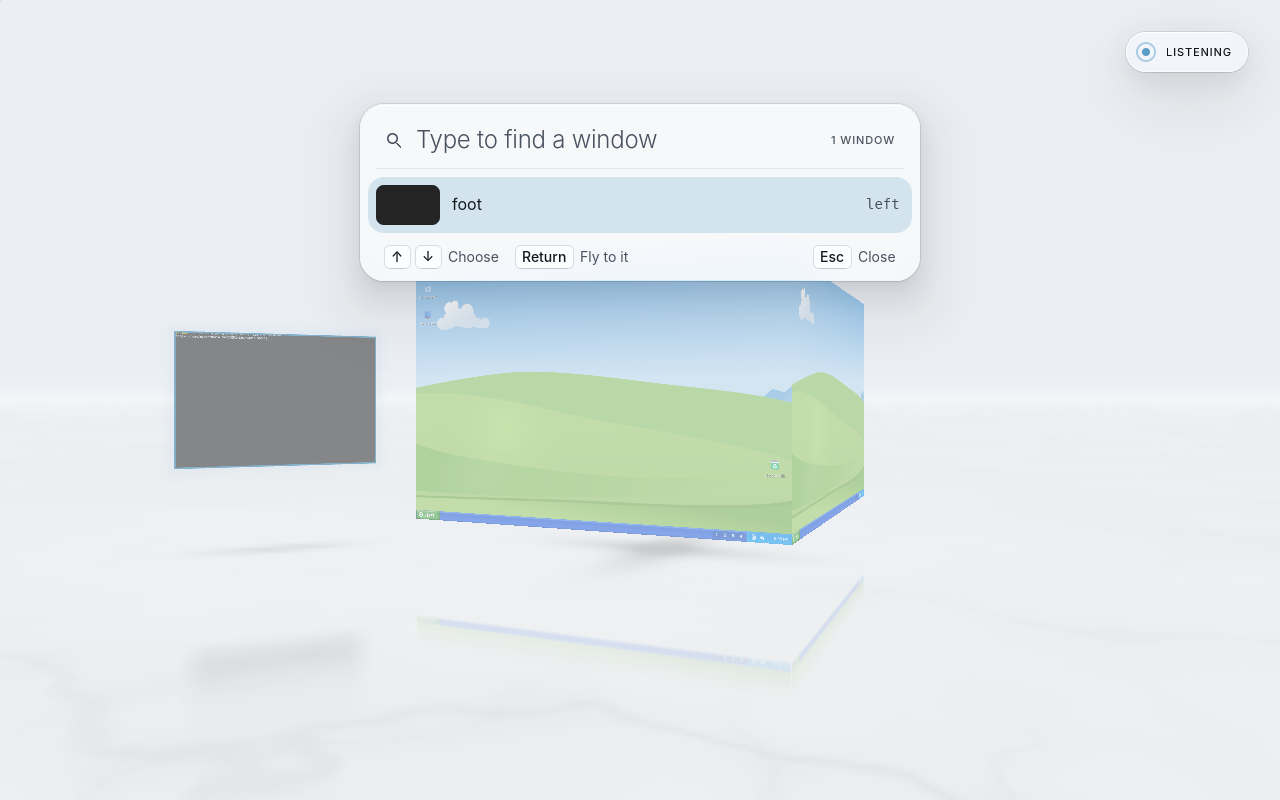 LISTENING
Type to find a window
1 WINDOW
foot
left
↑ ↓ Choose Return Fly to it
Esc Close